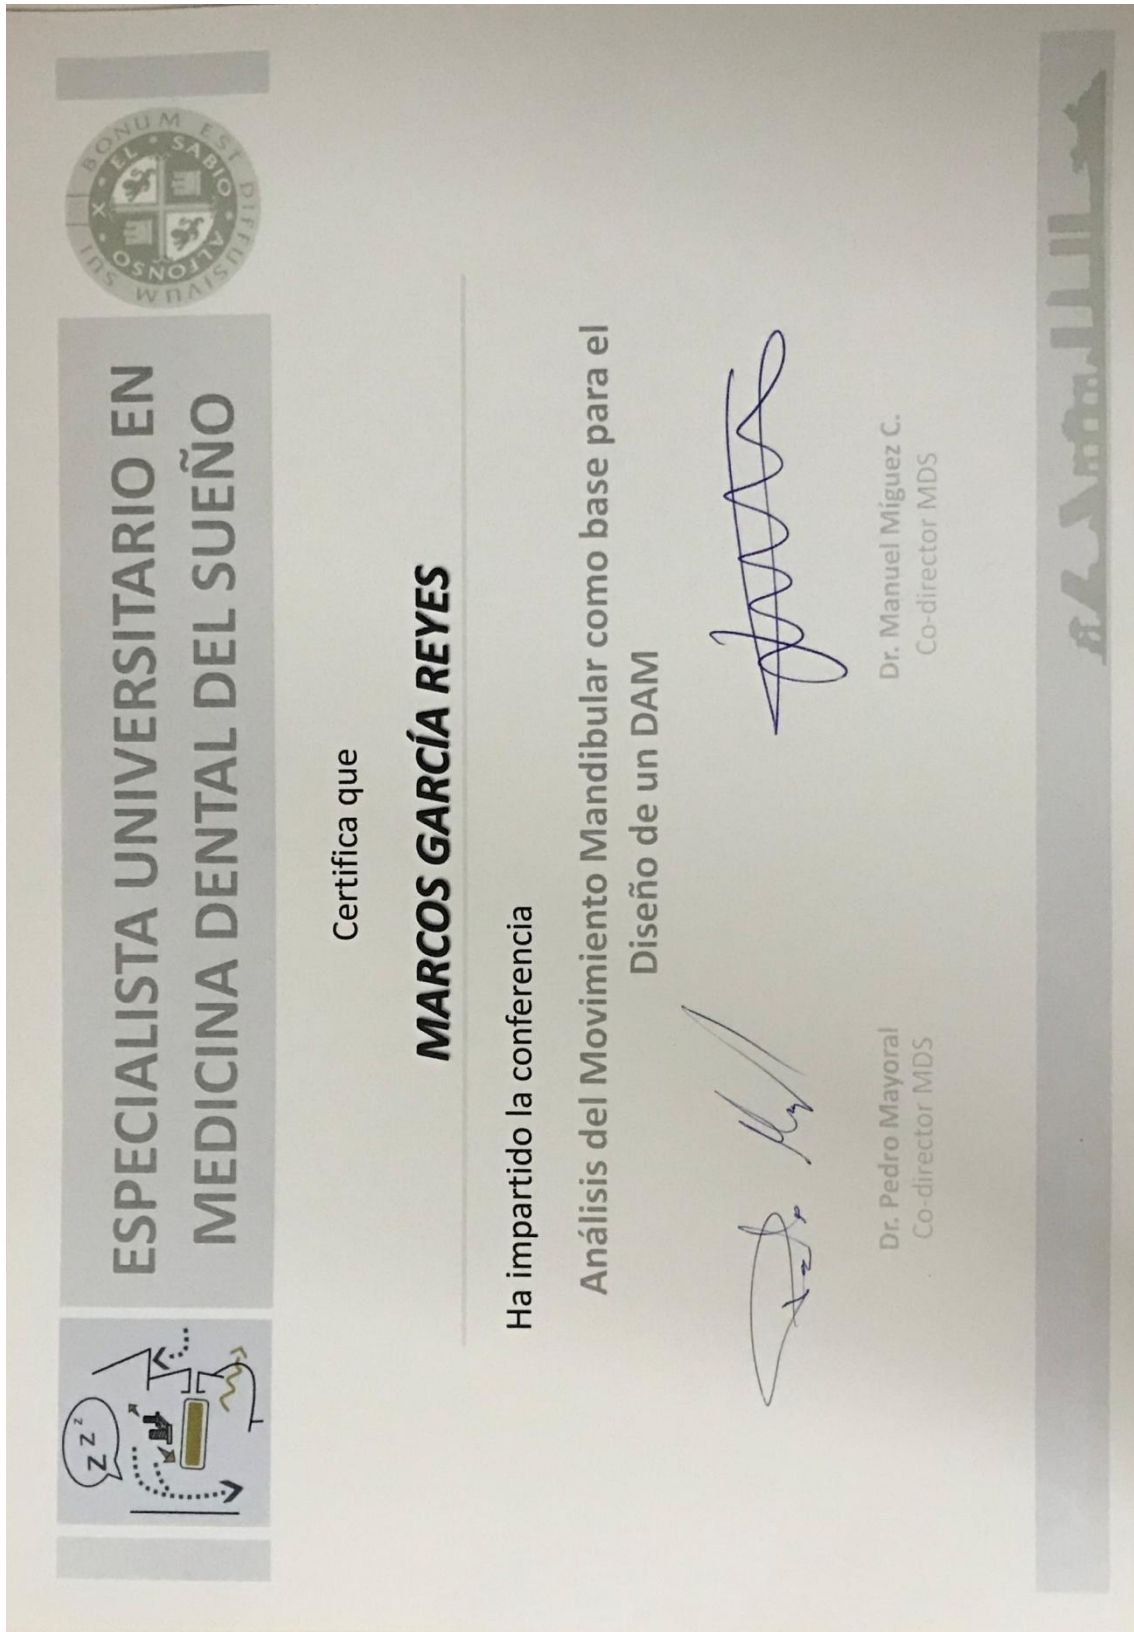 zzz
ESPECIALISTA UNIVERSITARIO EN
MEDICINA DENTAL DEL SUEÑO
BONUM EST DIFFUSIVUM SUI
ALFONSO • X • EL • SABIO
Certifica que
MARCOS GARCÍA REYES
Ha impartido la conferencia
Análisis del Movimiento Mandibular como base para el
Diseño de un DAM
Dr. Pedro Mayoral
Co-director MDS
Dr. Manuel Míguez C.
Co-director MDS